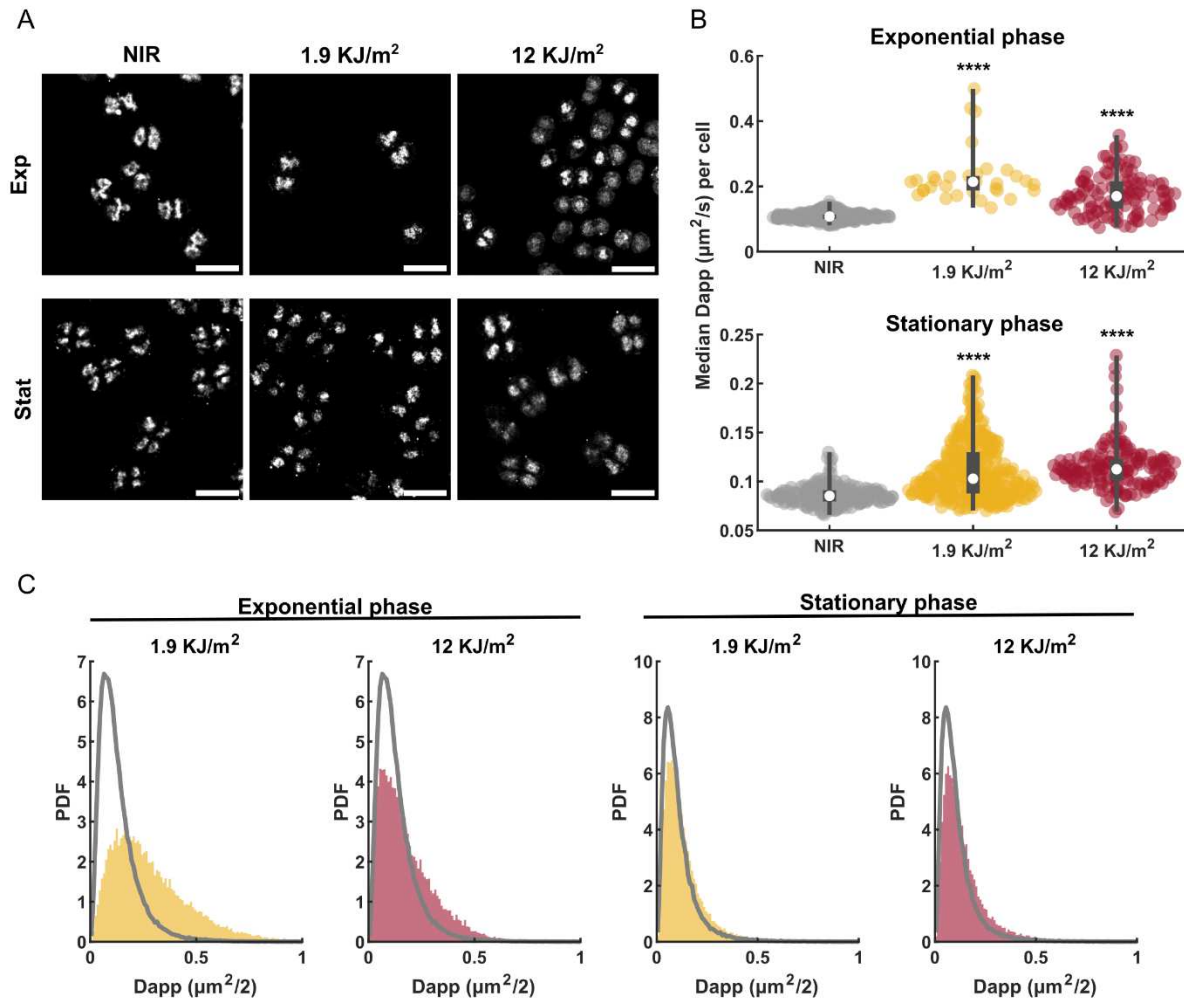 A
NIR
1.9 KJ/m²
12 KJ/m²
Exp
Stat
B
Exponential phase
Median Dapp (µm²/s) per cell
0.6
0.4
0.2
0
****
****
NIR
1.9 KJ/m²
12 KJ/m²
Stationary phase
0.25
0.2
0.15
0.1
0.05
****
****
NIR
1.9 KJ/m²
12 KJ/m²
C
Exponential phase
Stationary phase
1.9 KJ/m²
PDF
7
6
5
4
3
2
1
0
0
0.5
1
Dapp (µm²/2)
12 KJ/m²
PDF
7
6
5
4
3
2
1
0
0
0.5
1
Dapp (µm²/2)
1.9 KJ/m²
PDF
10
8
6
4
2
0
0
0.5
1
Dapp (µm²/2)
12 KJ/m²
PDF
10
8
6
4
2
0
0
0.5
1
Dapp (µm²/2)